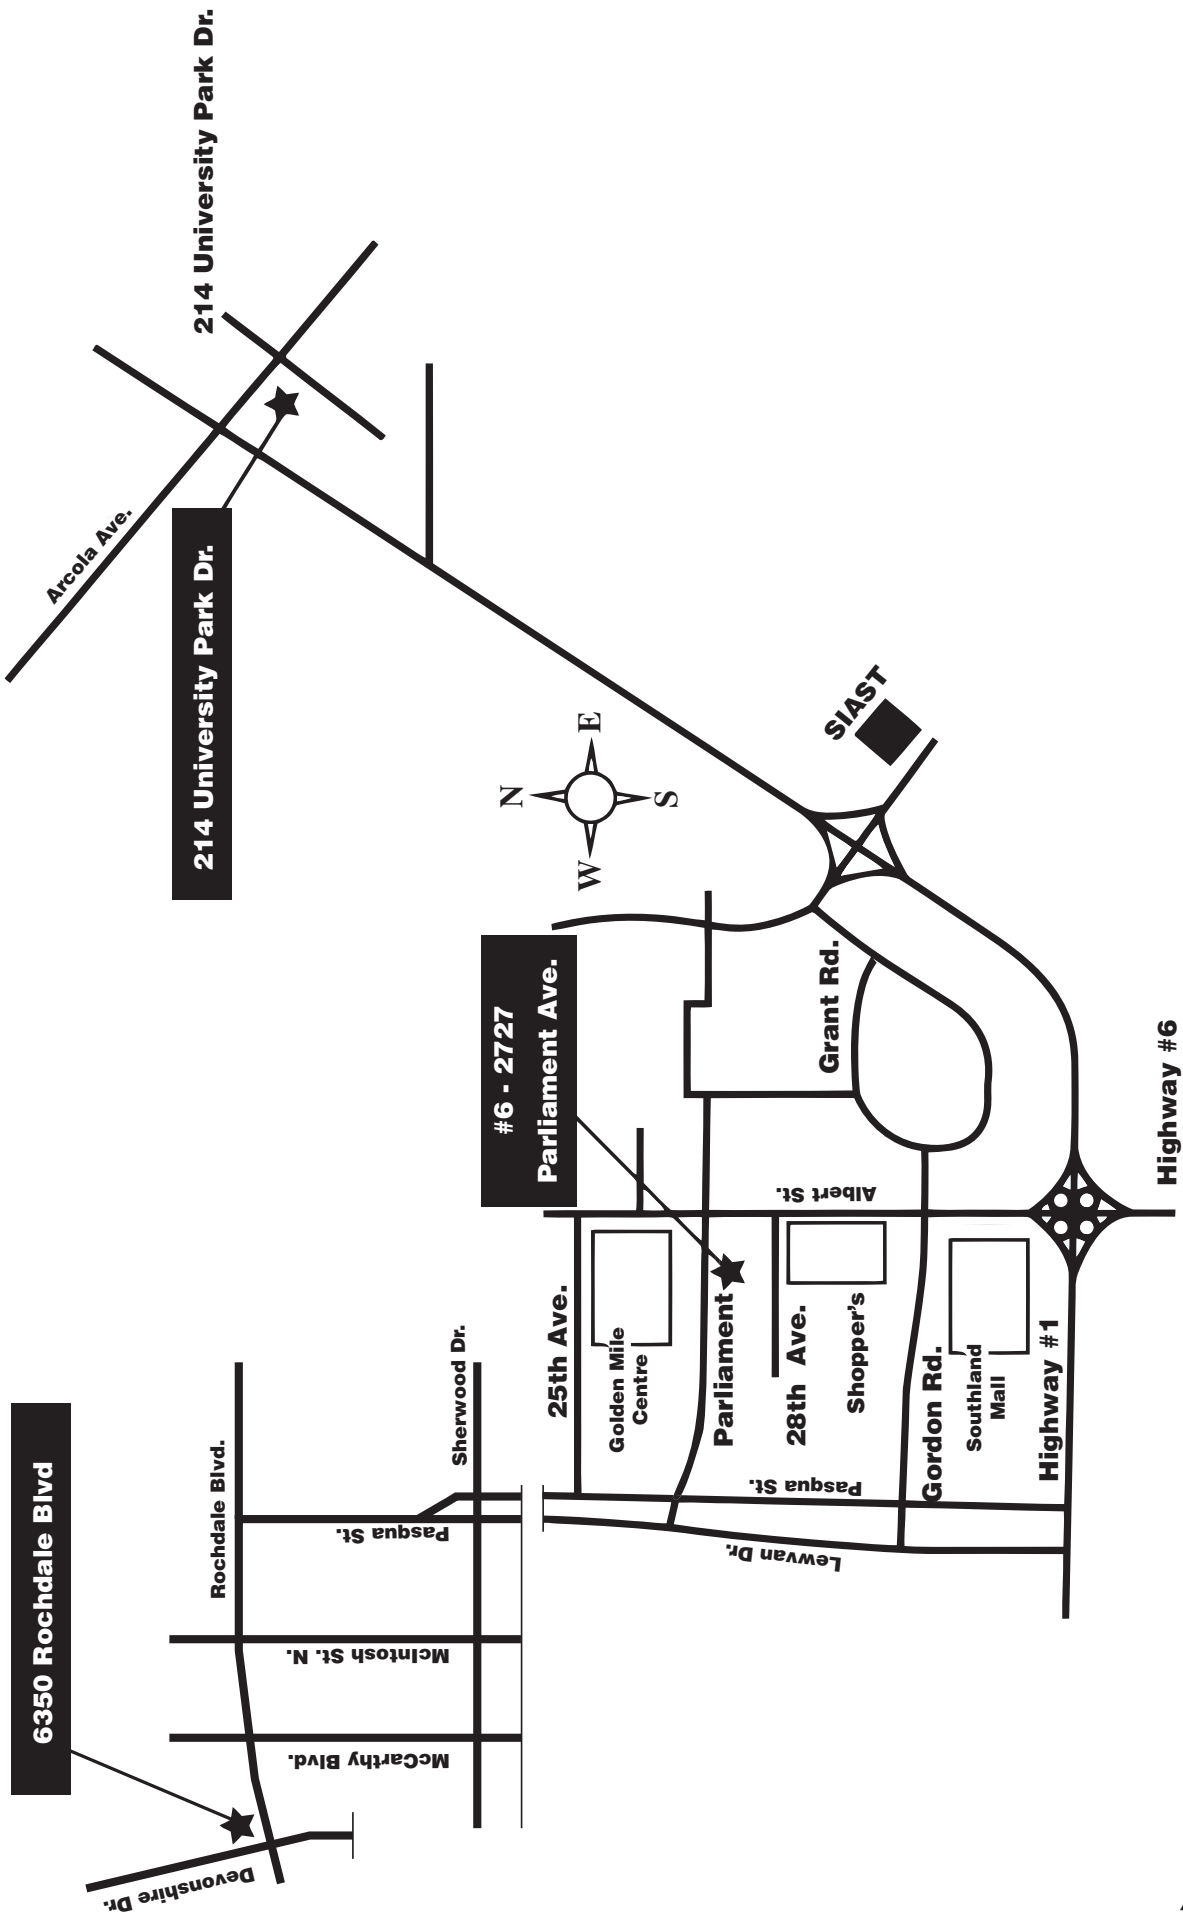 214 University Park Dr.
Arcola Ave.
214 University Park Dr.
N
E
S
W
SIAST
#6 - 2727
Parliament Ave.
Grant Rd.
Highway #6
Albert St.
25th Ave.
Golden Mile
Centre
Parliament
28th Ave.
Shopper's
Gordon Rd.
Southland
Mall
Highway #1
Pasqua St.
Lewvan Dr.
6350 Rochdale Blvd
Rochdale Blvd.
Sherwood Dr.
Pasqua St.
McIntosh St. N.
McCarthy Blvd.
Devonshire Dr.